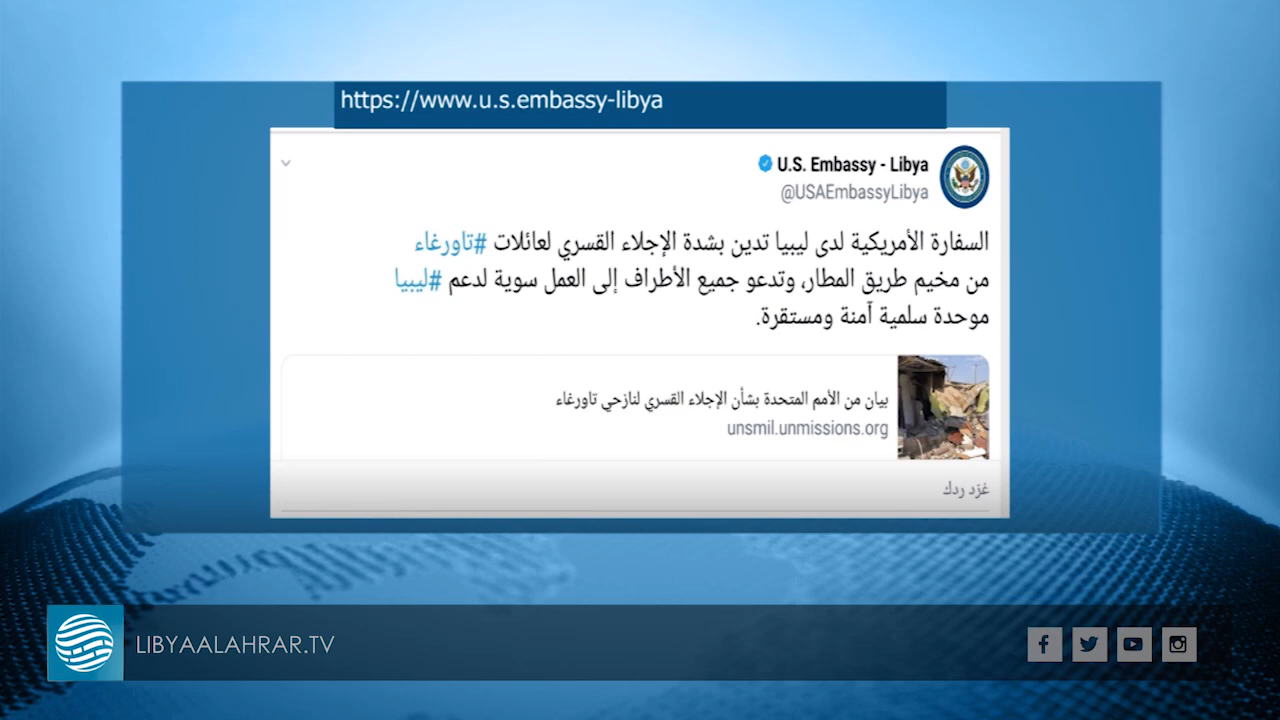 https://www.u.s.embassy-libya
U.S. Embassy - Libya
@USAEmbassyLibya
السفارة الأمريكية لدى ليبيا تدين بشدة الإجلاء القسري لعائلات #تاورغاء
من مخيم طريق المطار، وتدعو جميع الأطراف إلى العمل سوية لدعم #ليبيا
موحدة سلمية آمنة ومستقرة.
بيان من الأمم المتحدة بشأن الإجلاء القسري لنازحي تاورغاء
unsmil.unmissions.org
غرّد ردك
LIBYAALAHRAR.TV